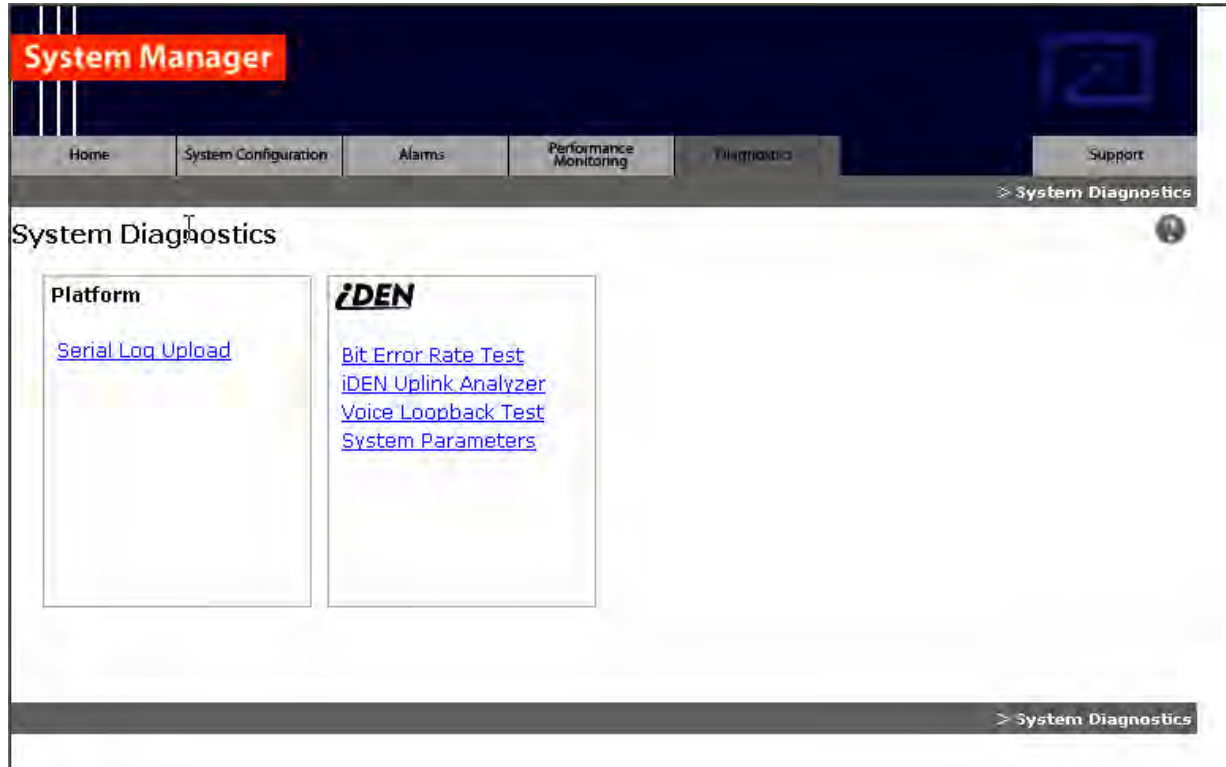 System Manager
Home
System Configuration
Alarms
Performance
Monitoring
Diagnostics
Support
> System Diagnostics
System Diagnostics
Platform
Serial Log Upload
iDEN
Bit Error Rate Test
iDEN Uplink Analyzer
Voice Loopback Test
System Parameters
> System Diagnostics